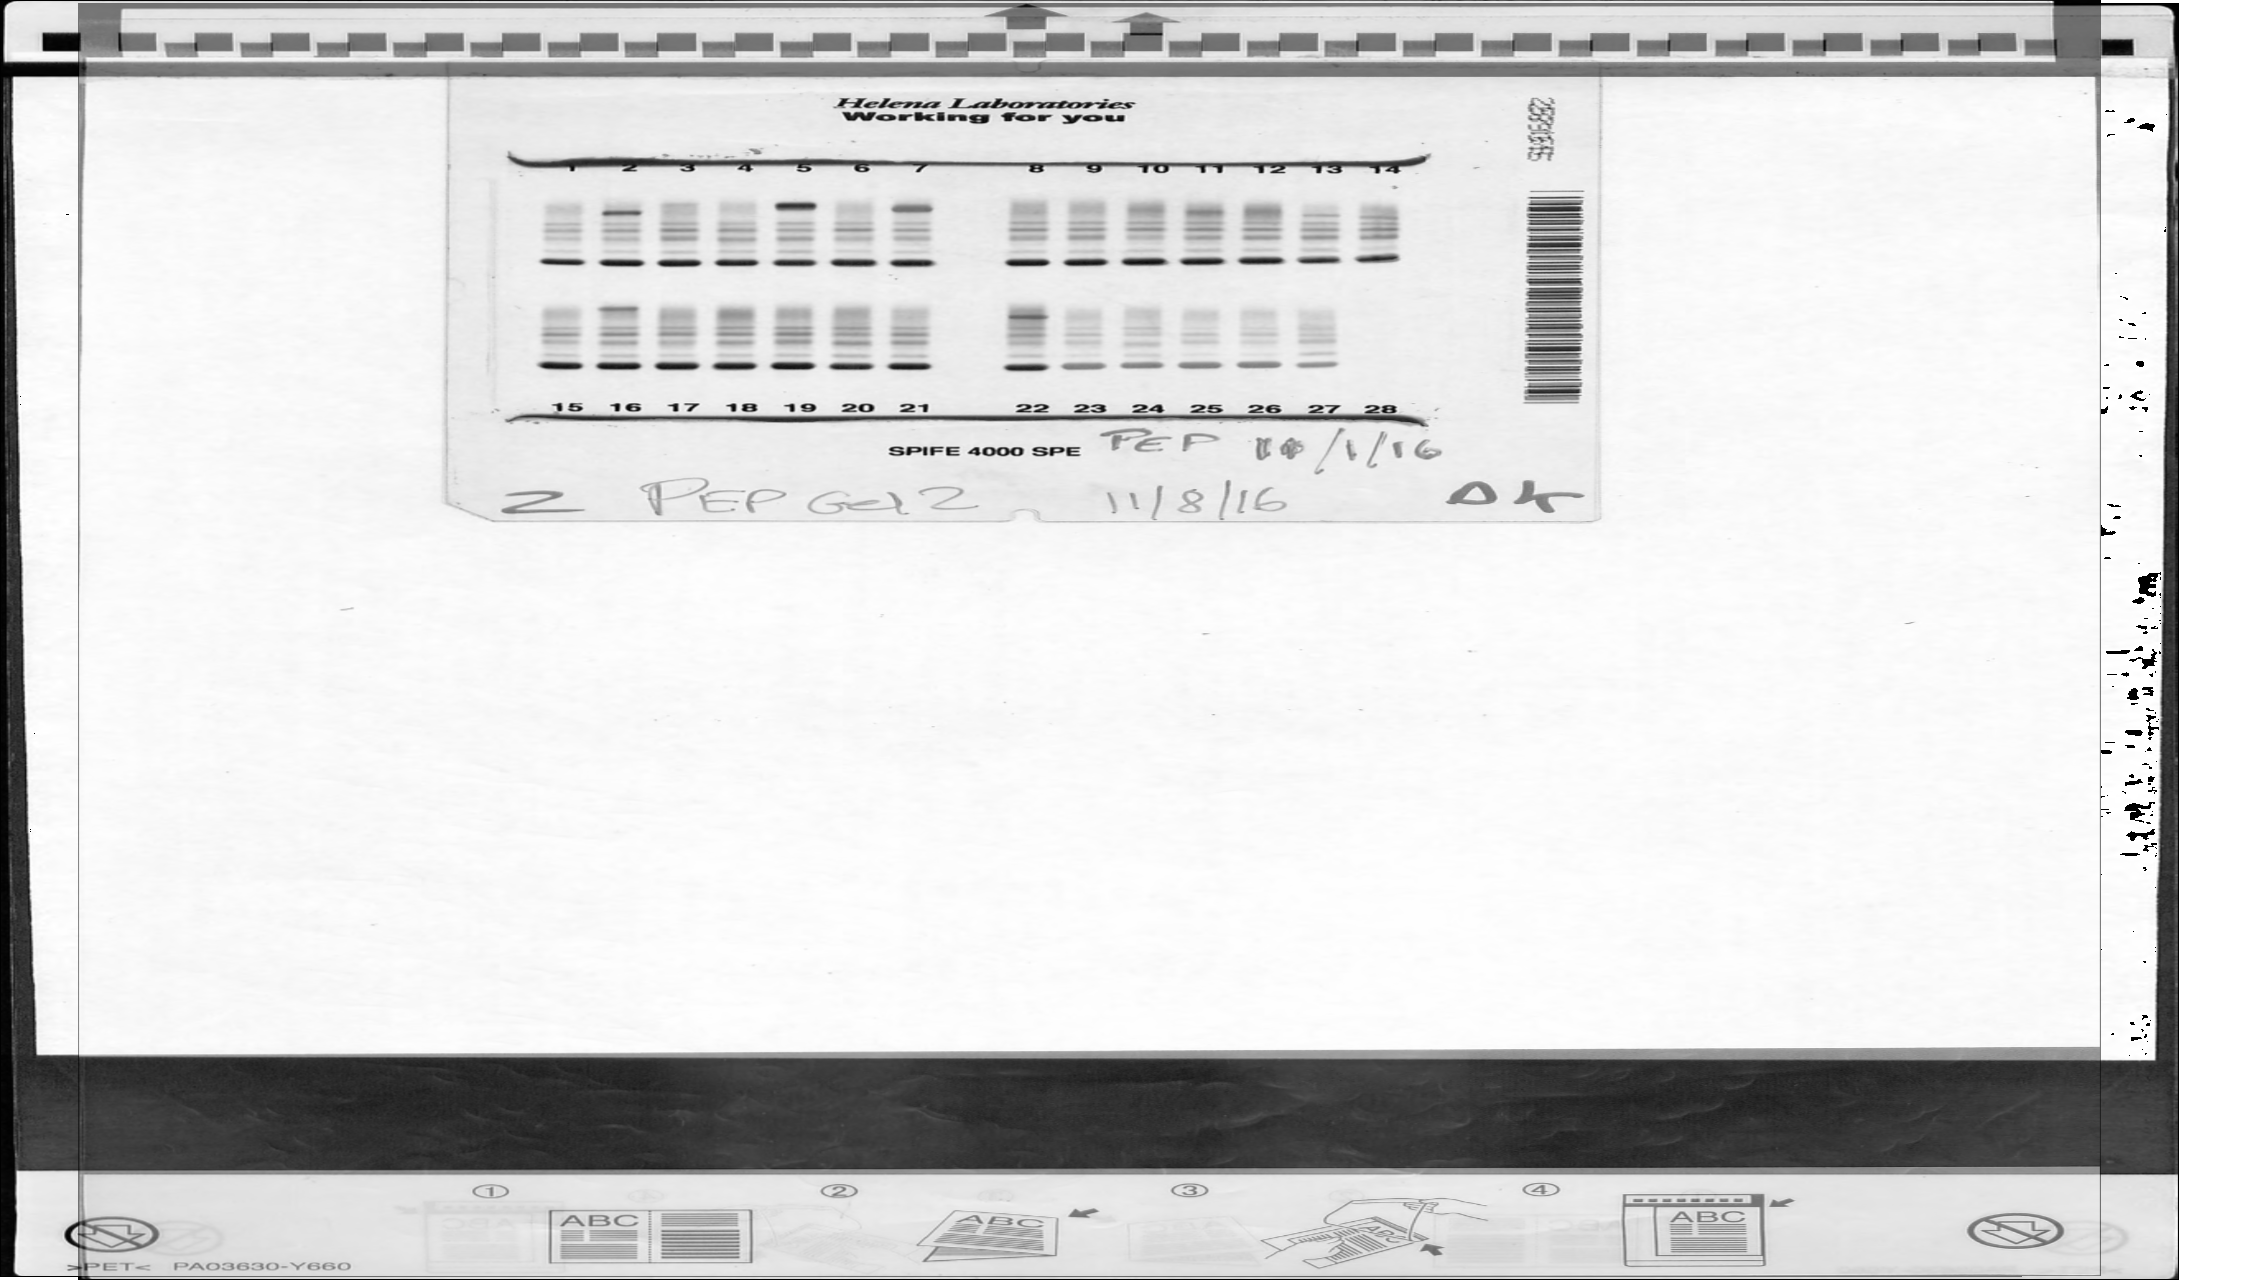 Helena Laboratories
Working for you
1 2 3 4 5 6 7 8 9 10 11 12 13 14
15 16 17 18 19 20 21 22 23 24 25 26 27 28
SPIFE 4000 SPE PEP /1/16
2 PEP Gel 2 11/8/16
① ② ③ ④
ABC ABC ABC ABC
>PET< PA03630-Y660